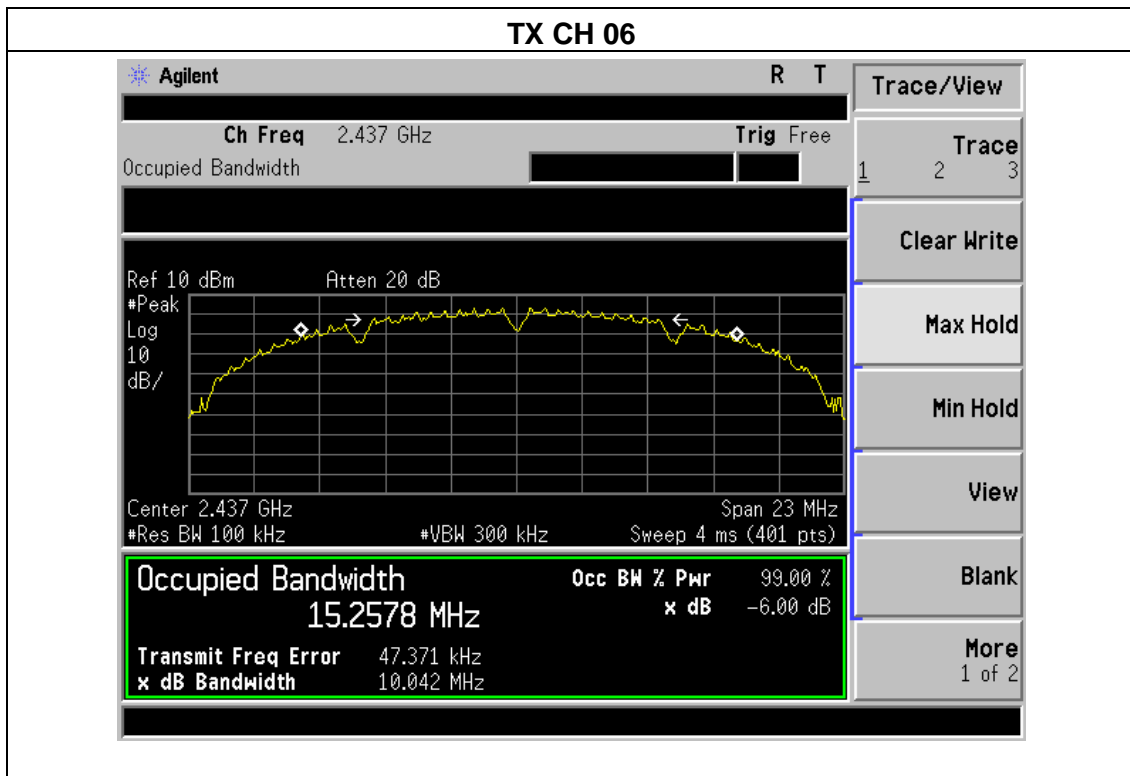 TX CH 06
Agilent R T
Ch Freq 2.437 GHz Trig Free
Occupied Bandwidth
Ref 10 dBm Atten 20 dB
#Peak
Log
10
dB/
Center 2.437 GHz Span 23 MHz
#Res BW 100 kHz #VBW 300 kHz Sweep 4 ms (401 pts)
Occupied Bandwidth Occ BW % Pwr 99.00 %
15.2578 MHz x dB -6.00 dB
Transmit Freq Error 47.371 kHz
x dB Bandwidth 10.042 MHz
Trace/View
Trace
1 2 3
Clear Write
Max Hold
Min Hold
View
Blank
More
1 of 2